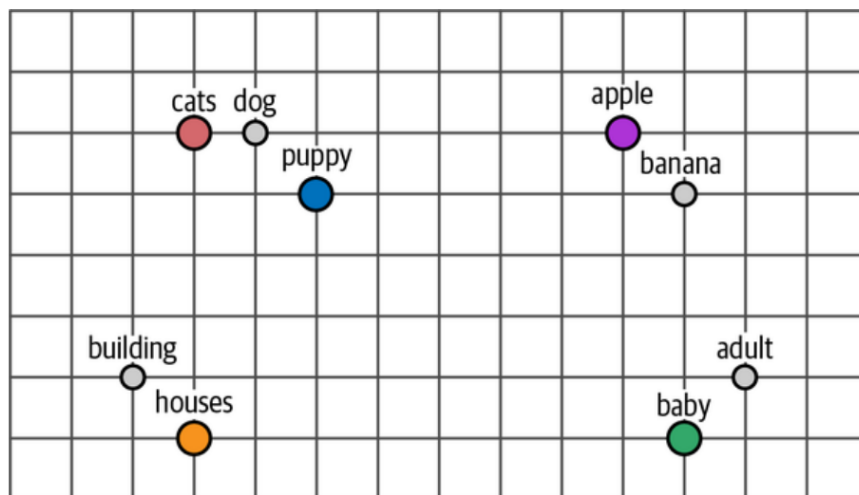 cats dog
apple
puppy
banana
building
adult
houses
baby